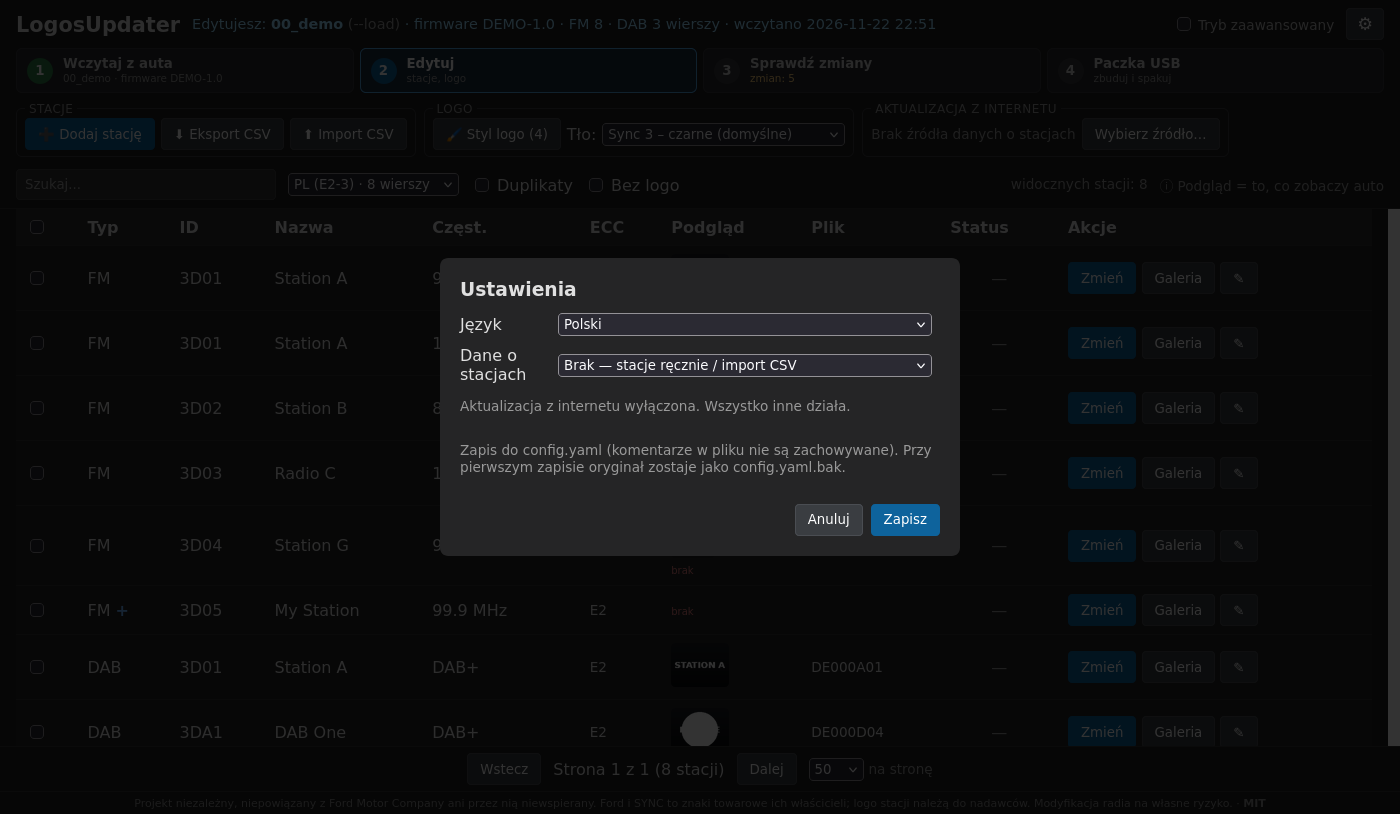 LogosUpdater Edytujesz: 00_demo (--load) · firmware DEMO-1.0 · FM 8 · DAB 3 wierszy · wczytano 2026-11-22 22:51 Tryb zaawansowany
1 Wczytaj z auta
00_demo · firmware DEMO-1.0
2 Edytuj
stacje, logo
3 Sprawdź zmiany
zmian: 5
4 Paczka USB
zbuduj i spakuj
STACJE
Dodaj stację Eksport CSV Import CSV
LOGO
Styl logo (4) Tło: Sync 3 – czarne (domyślne)
AKTUALIZACJA Z INTERNETU
Brak źródła danych o stacjach Wybierz źródło...
Szukaj... PL (E2-3) · 8 wierszy Duplikaty Bez logo widocznych stacji: 8 ⓘ Podgląd = to, co zobaczy auto
Typ ID Nazwa Częst. ECC Podgląd Plik Status Akcje
FM 3D01 Station A 9 — Zmień Galeria
FM 3D01 Station A 1 — Zmień Galeria
FM 3D02 Station B 8 — Zmień Galeria
FM 3D03 Radio C 1 — Zmień Galeria
FM 3D04 Station G 9 — Zmień Galeria
brak
FM + 3D05 My Station 99.9 MHz E2 brak — Zmień Galeria
DAB 3D01 Station A DAB+ E2 STATION A DE000A01 — Zmień Galeria
DAB 3DA1 DAB One DAB+ E2 DE000D04 — Zmień Galeria
Ustawienia
Język Polski
Dane o stacjach Brak — stacje ręcznie / import CSV
Aktualizacja z internetu wyłączona. Wszystko inne działa.
Zapis do config.yaml (komentarze w pliku nie są zachowywane). Przy
pierwszym zapisie oryginał zostaje jako config.yaml.bak.
Anuluj Zapisz
Wstecz Strona 1 z 1 (8 stacji) Dalej 50 na stronę
Projekt niezależny, niepowiązany z Ford Motor Company ani przez nią niewspierany. Ford i SYNC to znaki towarowe ich właścicieli; logo stacji należą do nadawców. Modyfikacja radia na własne ryzyko. · MIT